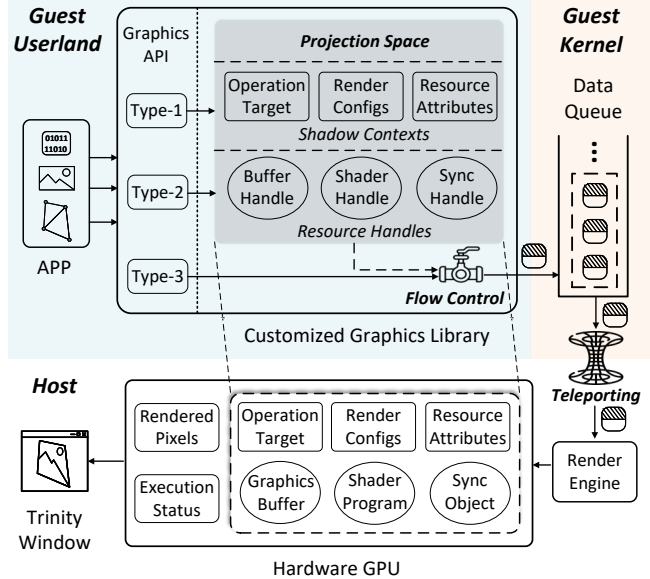 Guest
Userland
Graphics
API
Projection Space
Guest
Kernel
Operation
Target
Render
Configs
Resource
Attributes
Type-1
Shadow Contexts
Data
Queue
01011
11010
Type-2
Buffer
Handle
Shader
Handle
Sync
Handle
Resource Handles
APP
Type-3
Flow Control
Customized Graphics Library
Host
Teleporting
Rendered
Pixels
Operation
Target
Render
Configs
Resource
Attributes
Execution
Status
Graphics
Buffer
Shader
Program
Sync
Object
Render
Engine
Trinity
Window
Hardware GPU